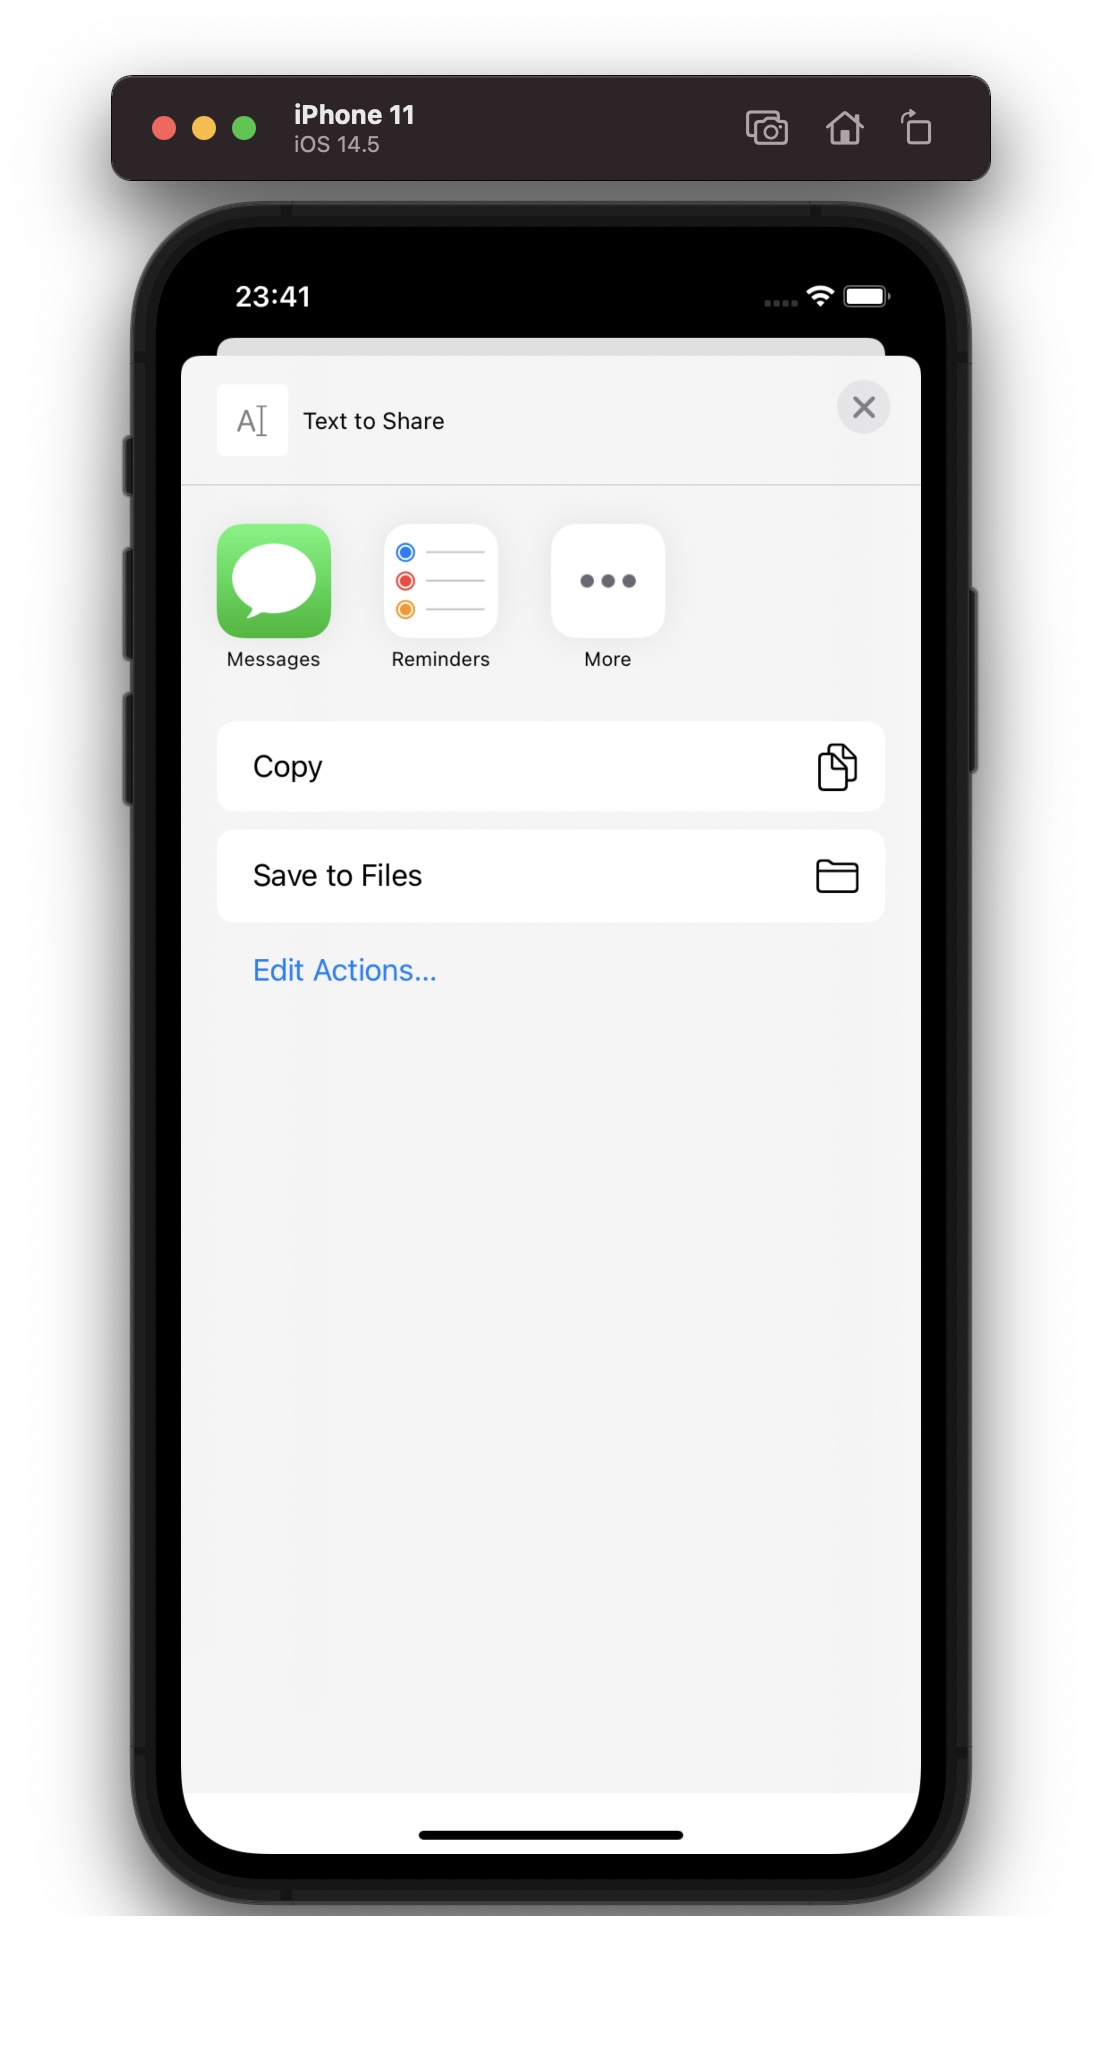 iPhone 11
iOS 14.5
23:41
A
Text to Share
Messages
Reminders
More
Copy
Save to Files
Edit Actions...